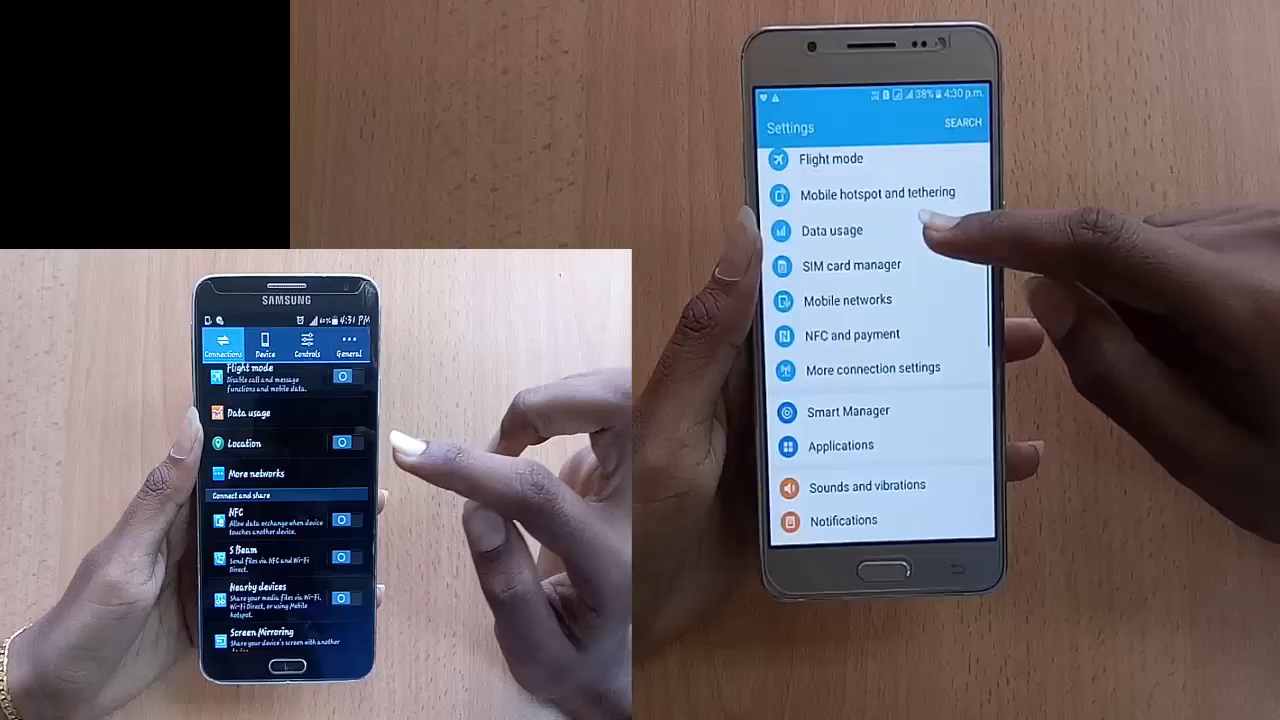 SAMSUNG
4:31 PM
Connections
Device
Controls
General
Flight mode
Disable call and message
functions and mobile data.
Data usage
Location
More networks
Connect and share
NFC
Allow data exchange when device
touches another device.
S Beam
Send files via NFC and Wi-Fi
Direct.
Nearby devices
Share your media files via Wi-Fi,
Wi-Fi Direct, or using Mobile
hotspot.
Screen Mirroring
Share your device's screen with another
38% 4:30 p.m.
Settings
SEARCH
Flight mode
Mobile hotspot and tethering
Data usage
SIM card manager
Mobile networks
NFC and payment
More connection settings
Smart Manager
Applications
Sounds and vibrations
Notifications